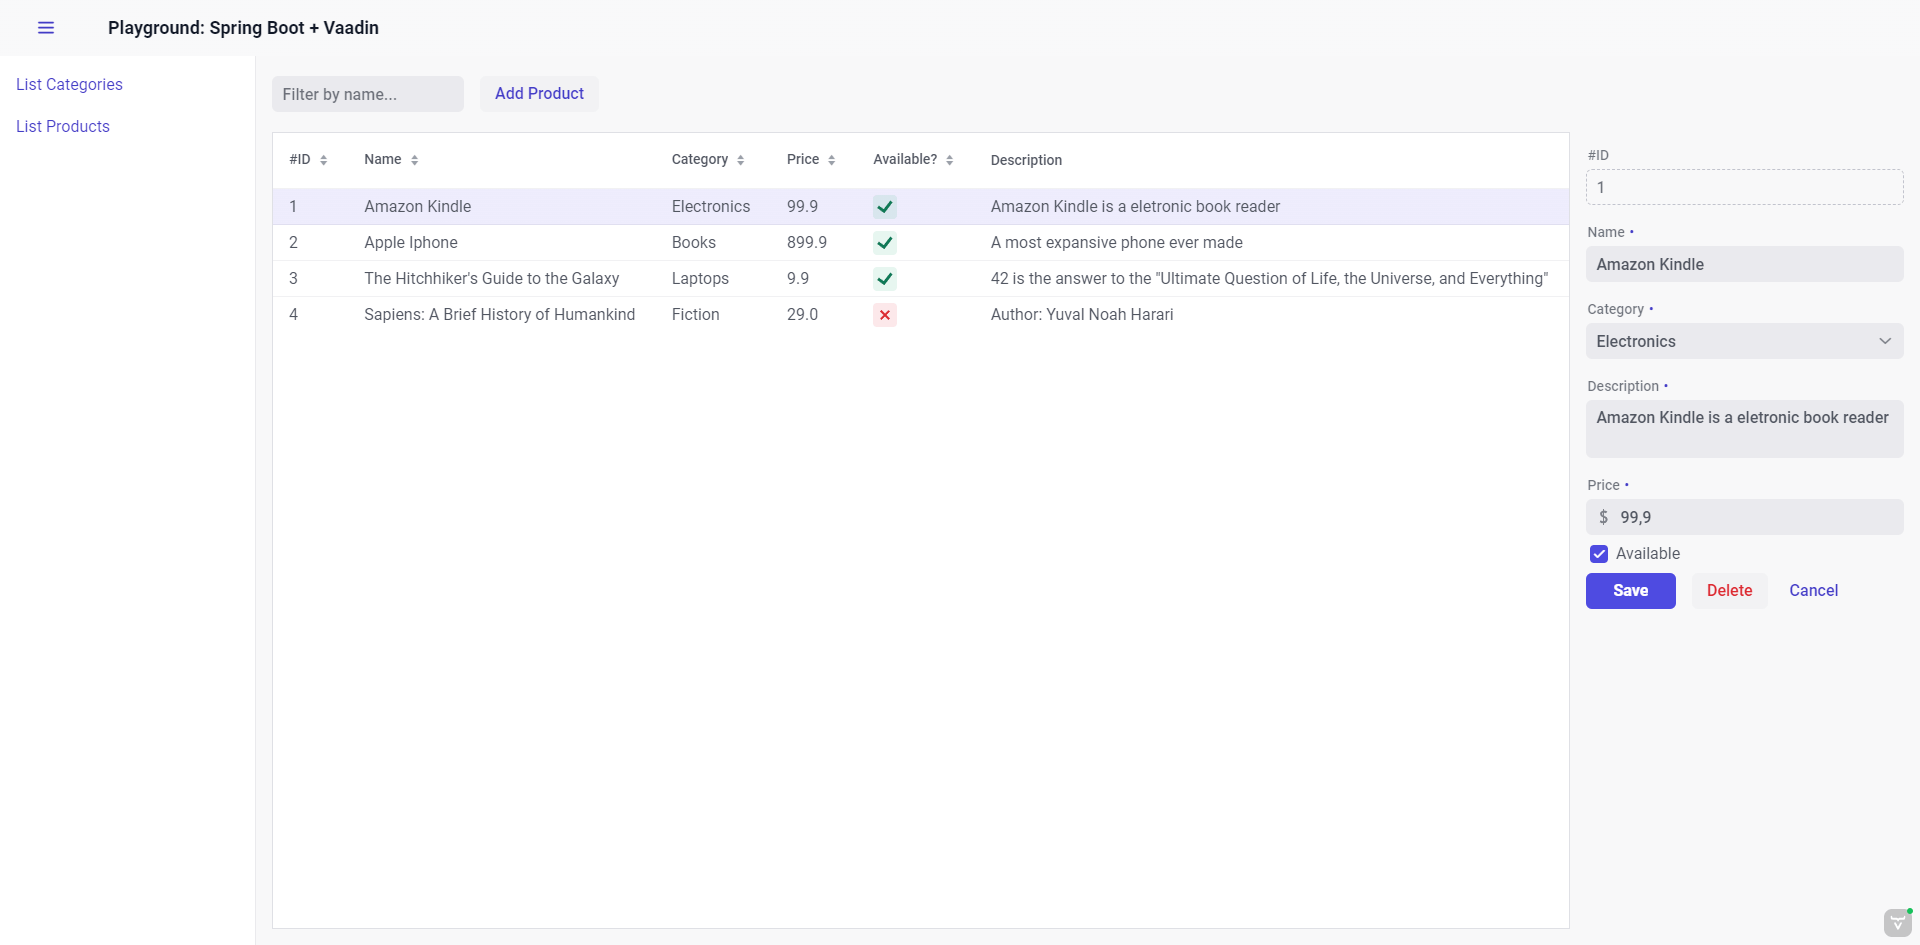 Playground: Spring Boot + Vaadin
List Categories
List Products
Filter by name...
Add Product
#ID Name Category Price Available? Description
1 Amazon Kindle Electronics 99.9 Amazon Kindle is a eletronic book reader
2 Apple Iphone Books 899.9 A most expansive phone ever made
3 The Hitchhiker's Guide to the Galaxy Laptops 9.9 42 is the answer to the "Ultimate Question of Life, the Universe, and Everything"
4 Sapiens: A Brief History of Humankind Fiction 29.0 Author: Yuval Noah Harari
#ID
1
Name •
Amazon Kindle
Category •
Electronics
Description •
Amazon Kindle is a eletronic book reader
Price •
$ 99,9
Available
Save Delete Cancel